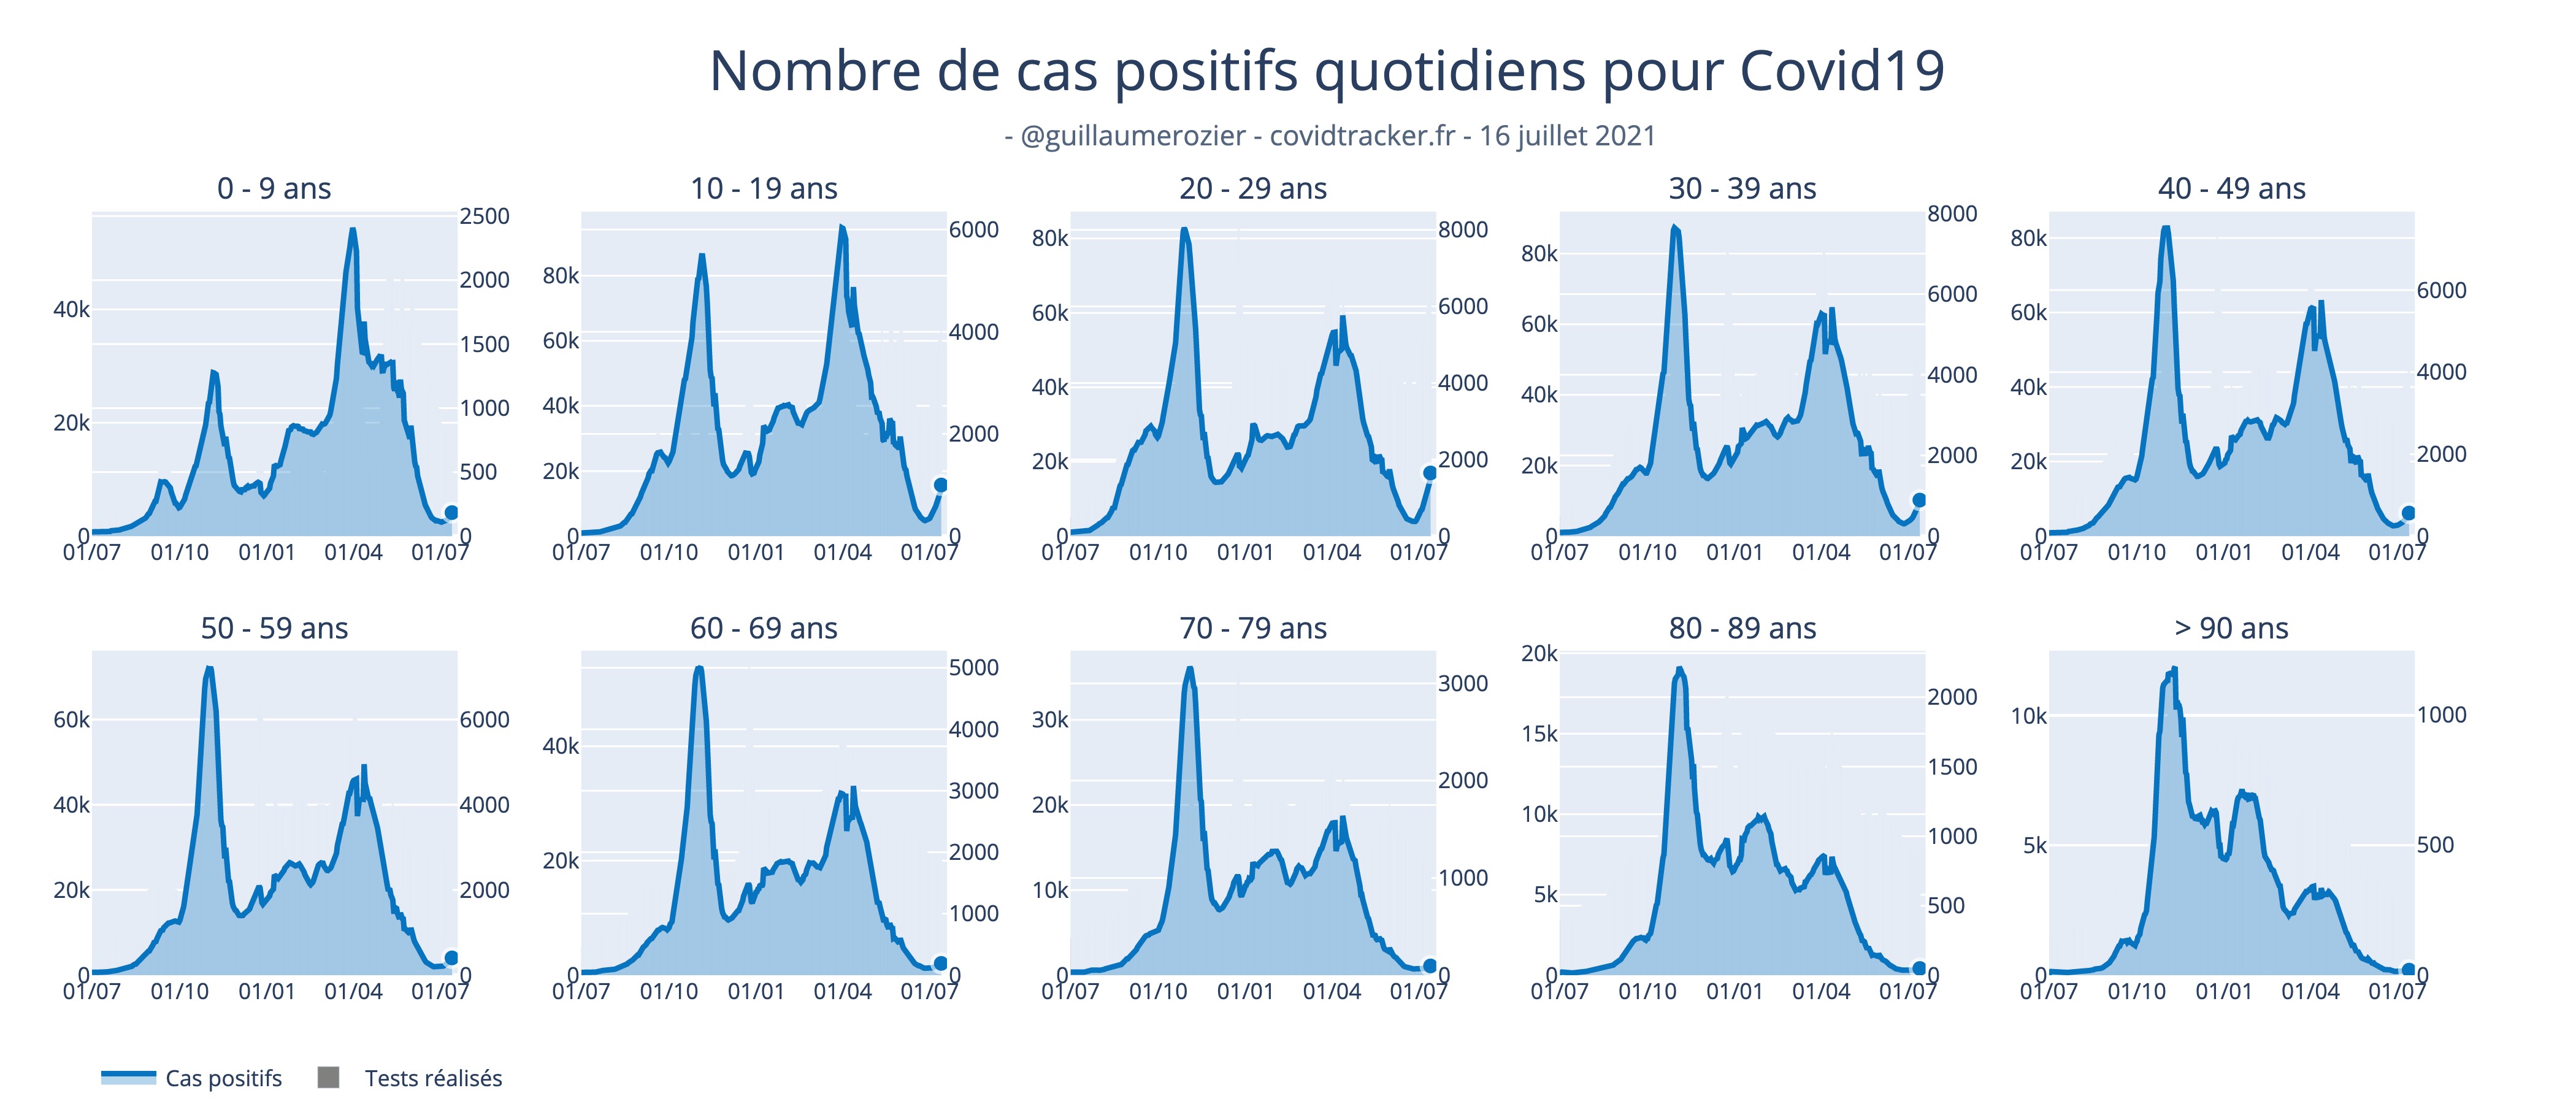 Nombre de cas positifs quotidiens pour Covid19
- @guillaumerozier - covidtracker.fr - 16 juillet 2021
0 - 9 ans
10 - 19 ans
20 - 29 ans
30 - 39 ans
40 - 49 ans
40k
20k
0
2500
2000
1500
1000
500
0
01/07 01/10 01/01 01/04 01/07
80k
60k
40k
20k
0
6000
4000
2000
0
01/07 01/10 01/01 01/04 01/07
80k
60k
40k
20k
0
8000
6000
4000
2000
0
01/07 01/10 01/01 01/04 01/07
80k
60k
40k
20k
0
8000
6000
4000
2000
0
01/07 01/10 01/01 01/04 01/07
80k
60k
40k
20k
0
6000
4000
2000
0
01/07 01/10 01/01 01/04 01/07
50 - 59 ans
60 - 69 ans
70 - 79 ans
80 - 89 ans
> 90 ans
60k
40k
20k
0
6000
4000
2000
0
01/07 01/10 01/01 01/04 01/07
40k
20k
0
5000
4000
3000
2000
1000
0
01/07 01/10 01/01 01/04 01/07
30k
20k
10k
0
3000
2000
1000
0
01/07 01/10 01/01 01/04 01/07
20k
15k
10k
5k
0
2000
1500
1000
500
0
01/07 01/10 01/01 01/04 01/07
10k
5k
0
1000
500
0
01/07 01/10 01/01 01/04 01/07
Cas positifs
Tests réalisés